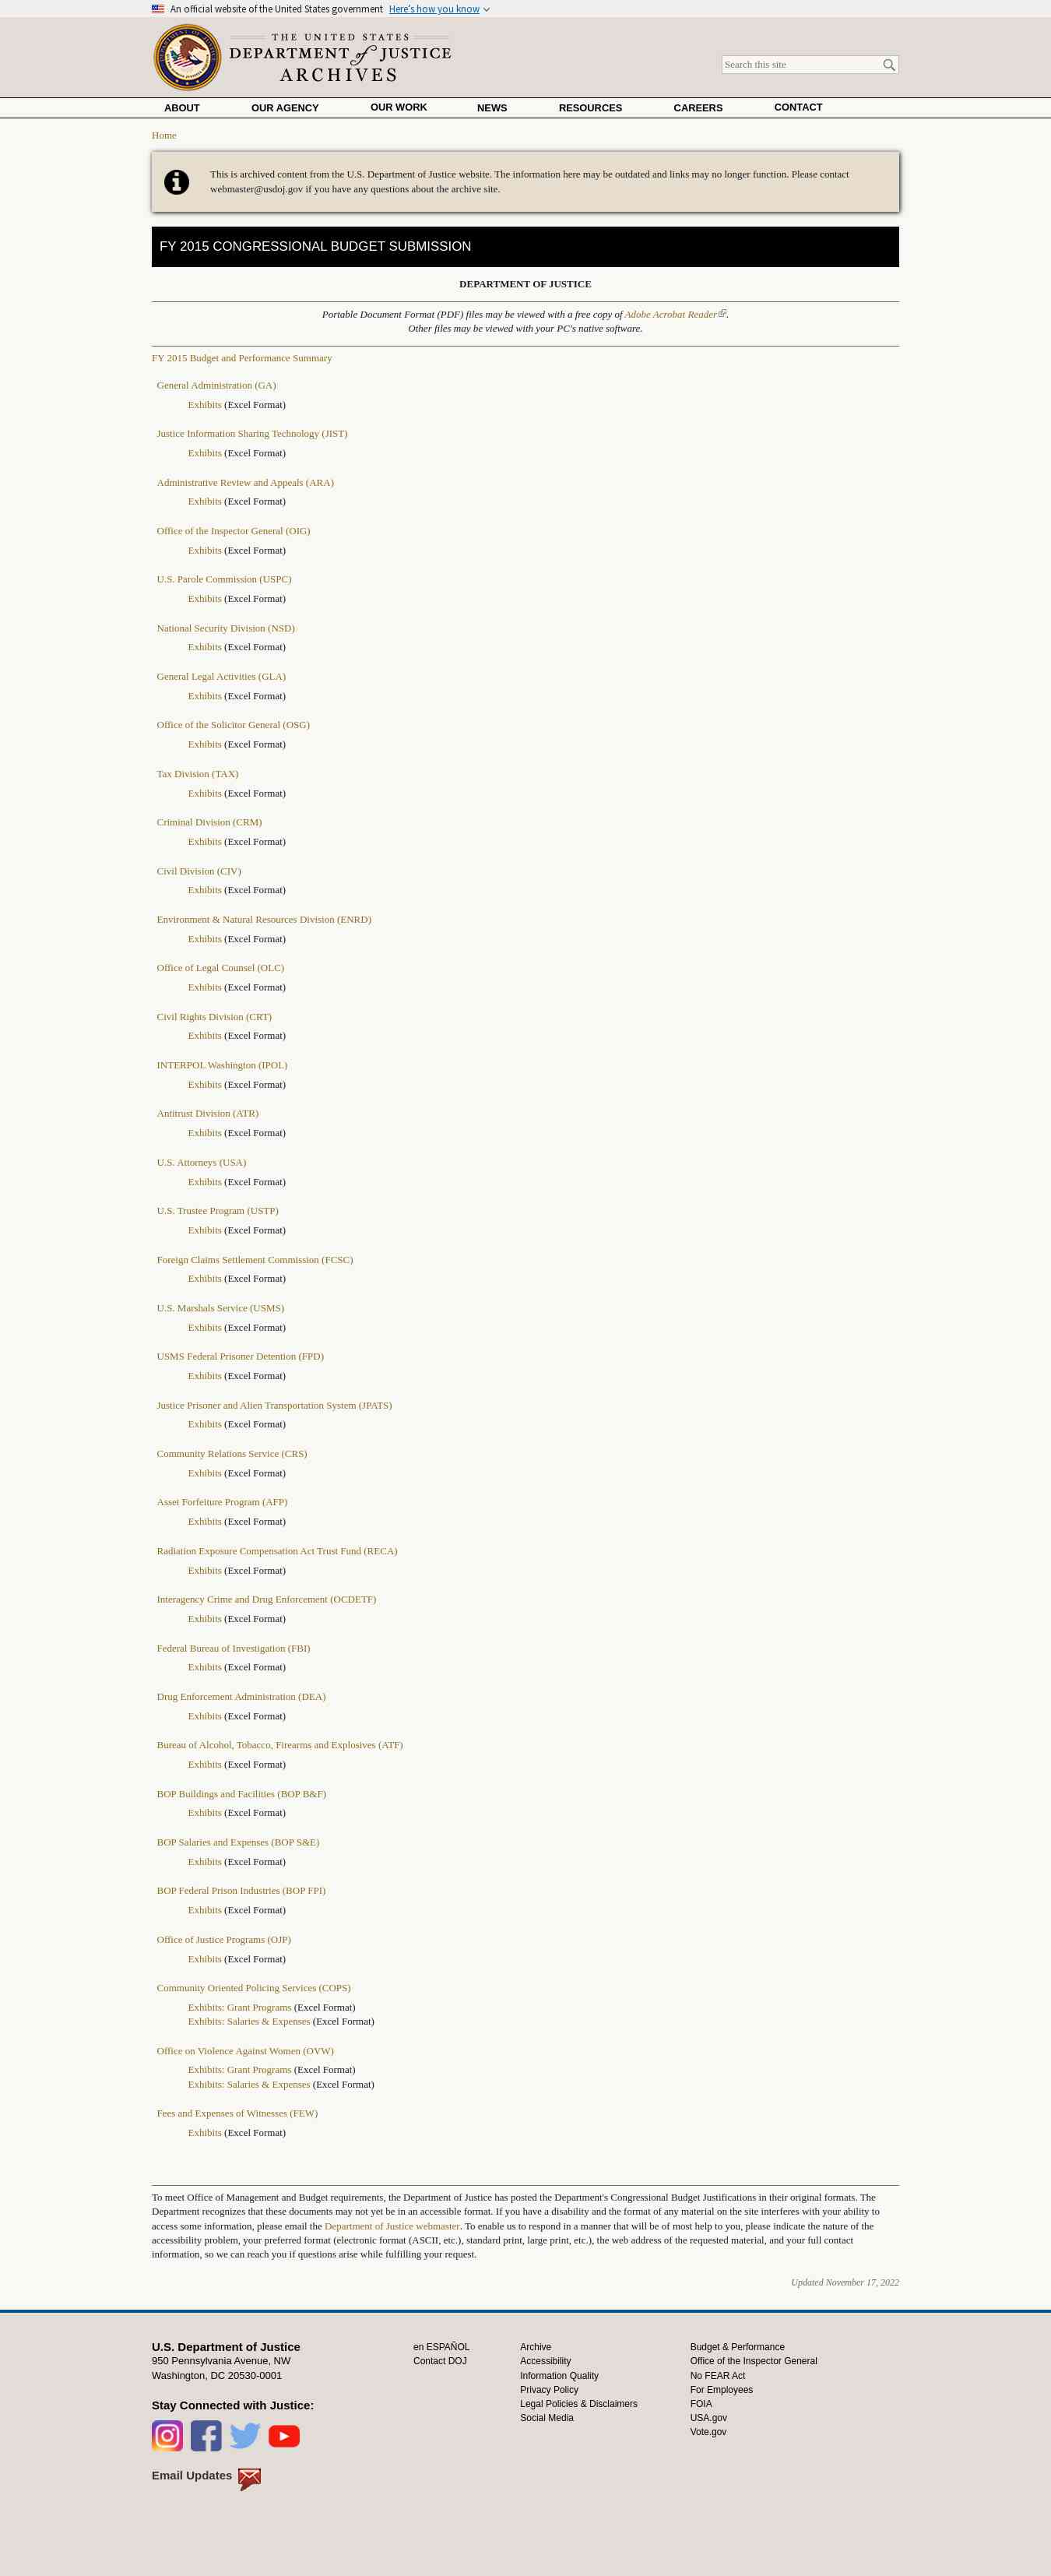 An official website of the United States government Here's how you know
THE UNITED STATES
DEPARTMENT of JUSTICE
ARCHIVES
Search this site
ABOUT OUR AGENCY OUR WORK NEWS RESOURCES CAREERS CONTACT
Home
This is archived content from the U.S. Department of Justice website. The information here may be outdated and links may no longer function. Please contact
webmaster@usdoj.gov if you have any questions about the archive site.
FY 2015 CONGRESSIONAL BUDGET SUBMISSION
DEPARTMENT OF JUSTICE
Portable Document Format (PDF) files may be viewed with a free copy of Adobe Acrobat Reader.
Other files may be viewed with your PC's native software.
FY 2015 Budget and Performance Summary
General Administration (GA)
Exhibits (Excel Format)
Justice Information Sharing Technology (JIST)
Exhibits (Excel Format)
Administrative Review and Appeals (ARA)
Exhibits (Excel Format)
Office of the Inspector General (OIG)
Exhibits (Excel Format)
U.S. Parole Commission (USPC)
Exhibits (Excel Format)
National Security Division (NSD)
Exhibits (Excel Format)
General Legal Activities (GLA)
Exhibits (Excel Format)
Office of the Solicitor General (OSG)
Exhibits (Excel Format)
Tax Division (TAX)
Exhibits (Excel Format)
Criminal Division (CRM)
Exhibits (Excel Format)
Civil Division (CIV)
Exhibits (Excel Format)
Environment & Natural Resources Division (ENRD)
Exhibits (Excel Format)
Office of Legal Counsel (OLC)
Exhibits (Excel Format)
Civil Rights Division (CRT)
Exhibits (Excel Format)
INTERPOL Washington (IPOL)
Exhibits (Excel Format)
Antitrust Division (ATR)
Exhibits (Excel Format)
U.S. Attorneys (USA)
Exhibits (Excel Format)
U.S. Trustee Program (USTP)
Exhibits (Excel Format)
Foreign Claims Settlement Commission (FCSC)
Exhibits (Excel Format)
U.S. Marshals Service (USMS)
Exhibits (Excel Format)
USMS Federal Prisoner Detention (FPD)
Exhibits (Excel Format)
Justice Prisoner and Alien Transportation System (JPATS)
Exhibits (Excel Format)
Community Relations Service (CRS)
Exhibits (Excel Format)
Asset Forfeiture Program (AFP)
Exhibits (Excel Format)
Radiation Exposure Compensation Act Trust Fund (RECA)
Exhibits (Excel Format)
Interagency Crime and Drug Enforcement (OCDETF)
Exhibits (Excel Format)
Federal Bureau of Investigation (FBI)
Exhibits (Excel Format)
Drug Enforcement Administration (DEA)
Exhibits (Excel Format)
Bureau of Alcohol, Tobacco, Firearms and Explosives (ATF)
Exhibits (Excel Format)
BOP Buildings and Facilities (BOP B&F)
Exhibits (Excel Format)
BOP Salaries and Expenses (BOP S&E)
Exhibits (Excel Format)
BOP Federal Prison Industries (BOP FPI)
Exhibits (Excel Format)
Office of Justice Programs (OJP)
Exhibits (Excel Format)
Community Oriented Policing Services (COPS)
Exhibits: Grant Programs (Excel Format)
Exhibits: Salaries & Expenses (Excel Format)
Office on Violence Against Women (OVW)
Exhibits: Grant Programs (Excel Format)
Exhibits: Salaries & Expenses (Excel Format)
Fees and Expenses of Witnesses (FEW)
Exhibits (Excel Format)
To meet Office of Management and Budget requirements, the Department of Justice has posted the Department's Congressional Budget Justifications in their original formats. The
Department recognizes that these documents may not yet be in an accessible format. If you have a disability and the format of any material on the site interferes with your ability to
access some information, please email the Department of Justice webmaster. To enable us to respond in a manner that will be of most help to you, please indicate the nature of the
accessibility problem, your preferred format (electronic format (ASCII, etc.), standard print, large print, etc.), the web address of the requested material, and your full contact
information, so we can reach you if questions arise while fulfilling your request.
Updated November 17, 2022
U.S. Department of Justice
950 Pennsylvania Avenue, NW
Washington, DC 20530-0001
Stay Connected with Justice:
Email Updates
en ESPAÑOL
Contact DOJ
Archive
Accessibility
Information Quality
Privacy Policy
Legal Policies & Disclaimers
Social Media
Budget & Performance
Office of the Inspector General
No FEAR Act
For Employees
FOIA
USA.gov
Vote.gov